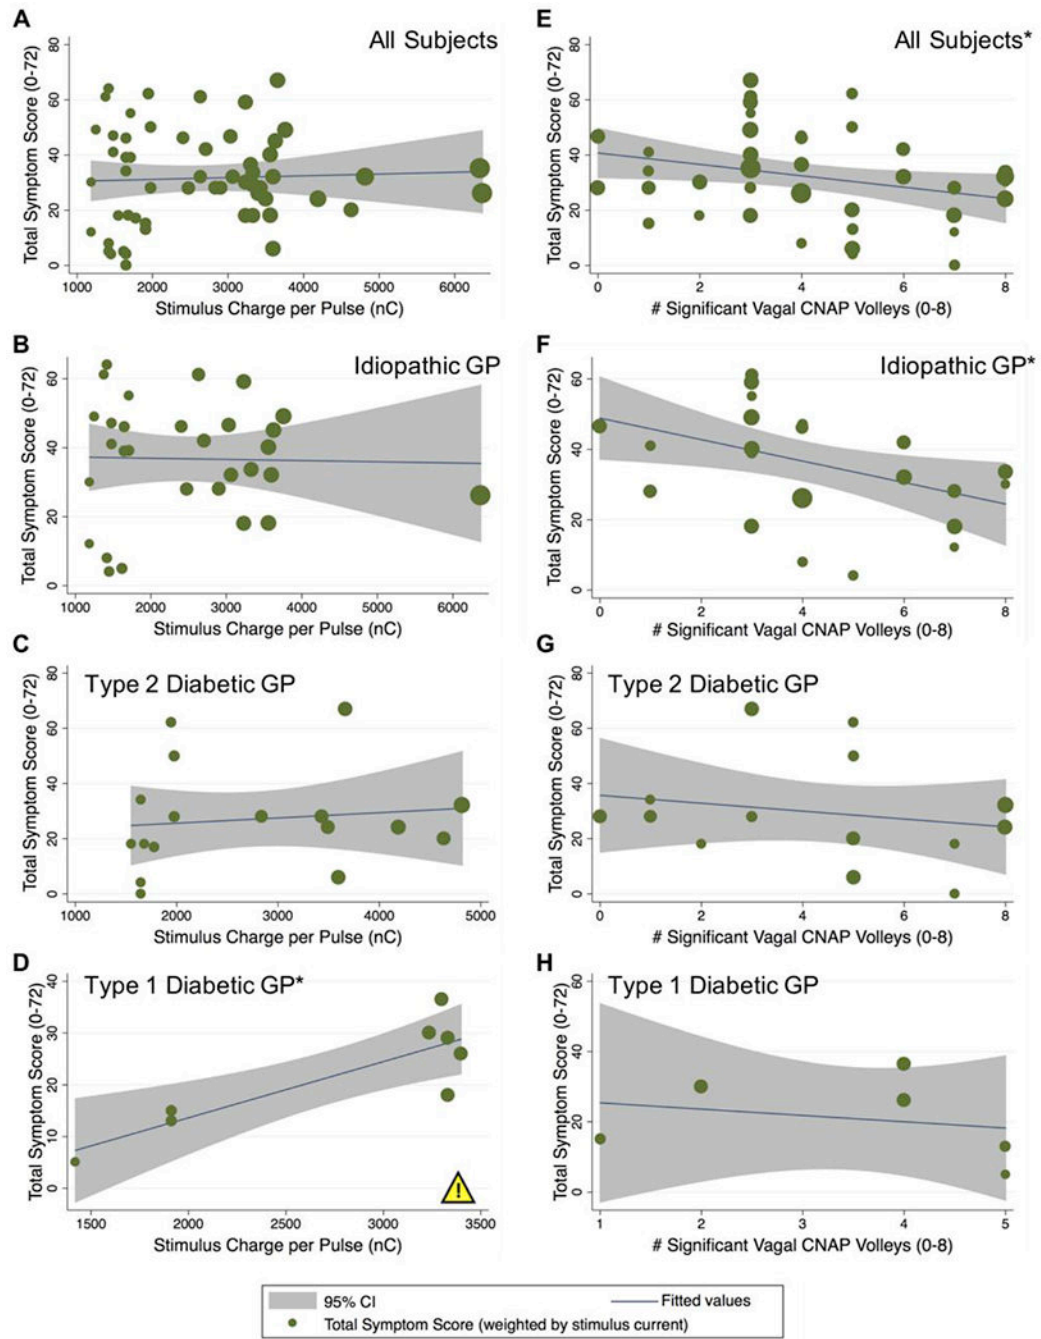 A
All Subjects
Total Symptom Score (0-72)
80
60
40
20
0
1000 2000 3000 4000 5000 6000
Stimulus Charge per Pulse (nC)
E
All Subjects*
Total Symptom Score (0-72)
80
60
40
20
0
0 2 4 6 8
# Significant Vagal CNAP Volleys (0-8)
B
Idiopathic GP
Total Symptom Score (0-72)
60
40
20
0
1000 2000 3000 4000 5000 6000
Stimulus Charge per Pulse (nC)
F
Idiopathic GP*
Total Symptom Score (0-72)
60
40
20
0
0 2 4 6 8
# Significant Vagal CNAP Volleys (0-8)
C
Type 2 Diabetic GP
Total Symptom Score (0-72)
80
60
40
20
0
1000 2000 3000 4000 5000
Stimulus Charge per Pulse (nC)
G
Type 2 Diabetic GP
Total Symptom Score (0-72)
80
60
40
20
0
0 2 4 6 8
# Significant Vagal CNAP Volleys (0-8)
D
Type 1 Diabetic GP*
Total Symptom Score (0-72)
40
30
20
10
0
!
1500 2000 2500 3000 3500
Stimulus Charge per Pulse (nC)
H
Type 1 Diabetic GP
Total Symptom Score (0-72)
60
40
20
0
1 2 3 4 5
# Significant Vagal CNAP Volleys (0-8)
95% CI
Fitted values
Total Symptom Score (weighted by stimulus current)